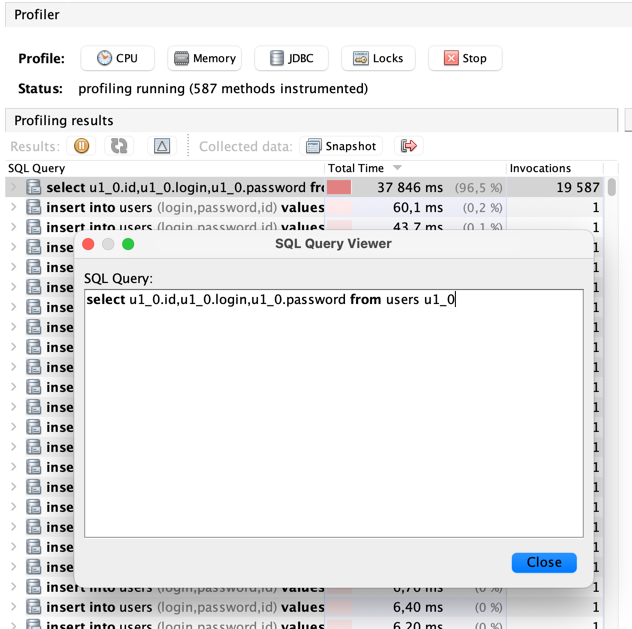 Profiler
Profile: CPU Memory JDBC Locks Stop
Status: profiling running (587 methods instrumented)
Profiling results
Results: Collected data: Snapshot
SQL Query Total Time Invocations
select u1_0.id,u1_0.login,u1_0.password fr 37 846 ms (96,5 %) 19 587
insert into users (login,password,id) values 60,1 ms (0,2 %) 1
insert into users (login,password,id) values 43,7 ms (0,1 %) 1
inse 1
SQL Query Viewer
inse 1
SQL Query:
inse 1
select u1_0.id,u1_0.login,u1_0.password from users u1_0
inse 1
inse 1
inse 1
inse 1
inse 1
inse 1
inse 1
inse 1
inse 1
inse 1
inse 1
inse 1
inse 1
inse 1
Close
insert into users (login,password,id) values 6,70 ms (0 %) 1
insert into users (login,password,id) values 6,40 ms (0 %) 1
insert into users (login,password,id) values 6,20 ms (0 %) 1